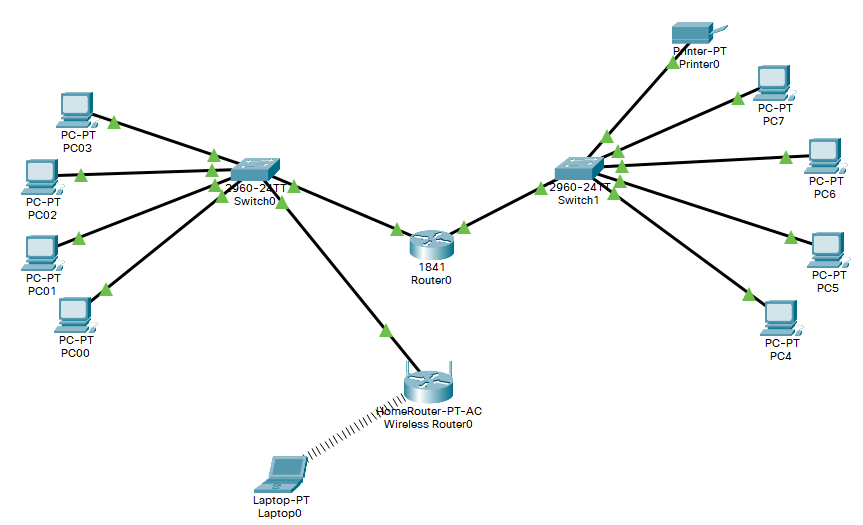 Printer-PT
Printer0
PC-PT
PC7
PC-PT
PC03
PC-PT
PC6
PC-PT
PC02
2960-24TT
Switch0
2960-24TT
Switch1
PC-PT
PC01
1841
Router0
PC-PT
PC5
PC-PT
PC00
PC-PT
PC4
HomeRouter-PT-AC
Wireless Router0
Laptop-PT
Laptop0